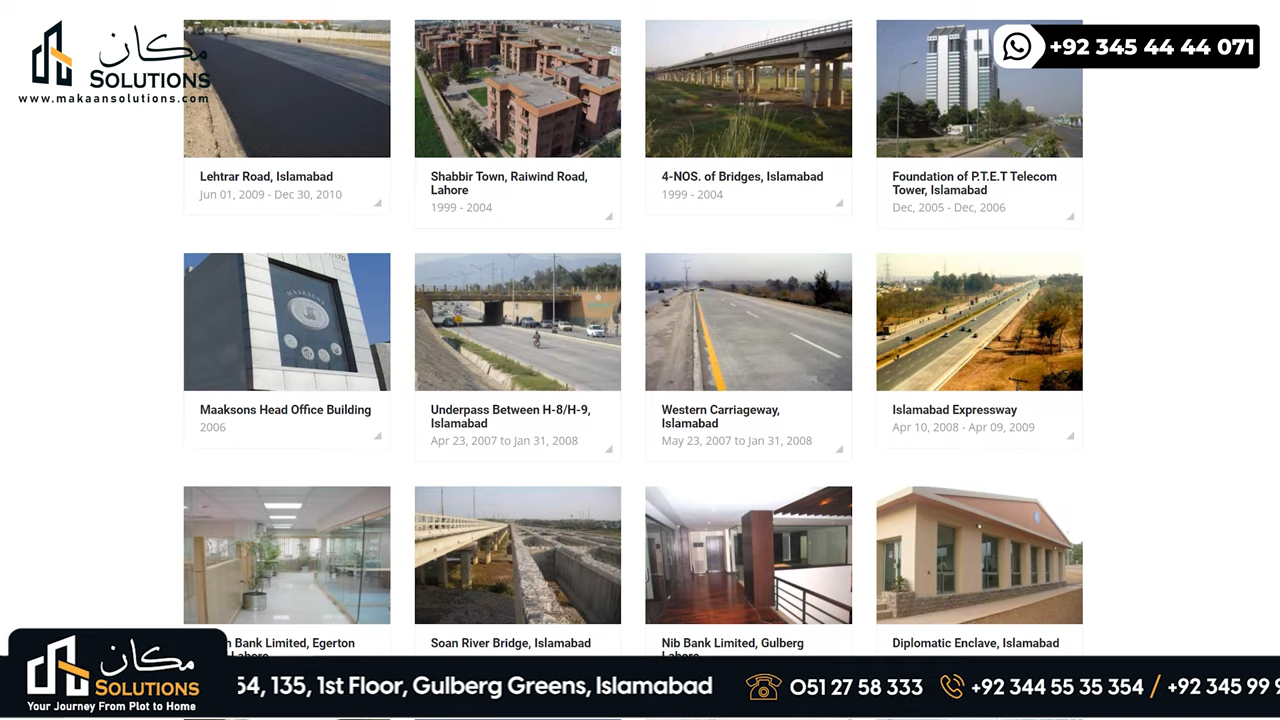 مكان
SOLUTIONS
www.makaansolutions.com
+92 345 44 44 071
Lehtrar Road, Islamabad
Jun 01, 2009 - Dec 30, 2010
Shabbir Town, Raiwind Road,
Lahore
1999 - 2004
4-NOS. of Bridges, Islamabad
1999 - 2004
Foundation of P.T.E.T Telecom
Tower, Islamabad
Dec, 2005 - Dec, 2006
MAAKSONS
Maaksons Head Office Building
2006
Underpass Between H-8/H-9,
Islamabad
Apr 23, 2007 to Jan 31, 2008
Western Carriageway,
Islamabad
May 23, 2007 to Jan 31, 2008
Islamabad Expressway
Apr 10, 2008 - Apr 09, 2009
Bank Limited, Egerton
Lahore
Soan River Bridge, Islamabad
Nib Bank Limited, Gulberg
Lahore
Diplomatic Enclave, Islamabad
مكان
SOLUTIONS
Your Journey From Plot to Home
54, 135, 1st Floor, Gulberg Greens, Islamabad
051 27 58 333
+92 344 55 35 354 / +92 345 99 9